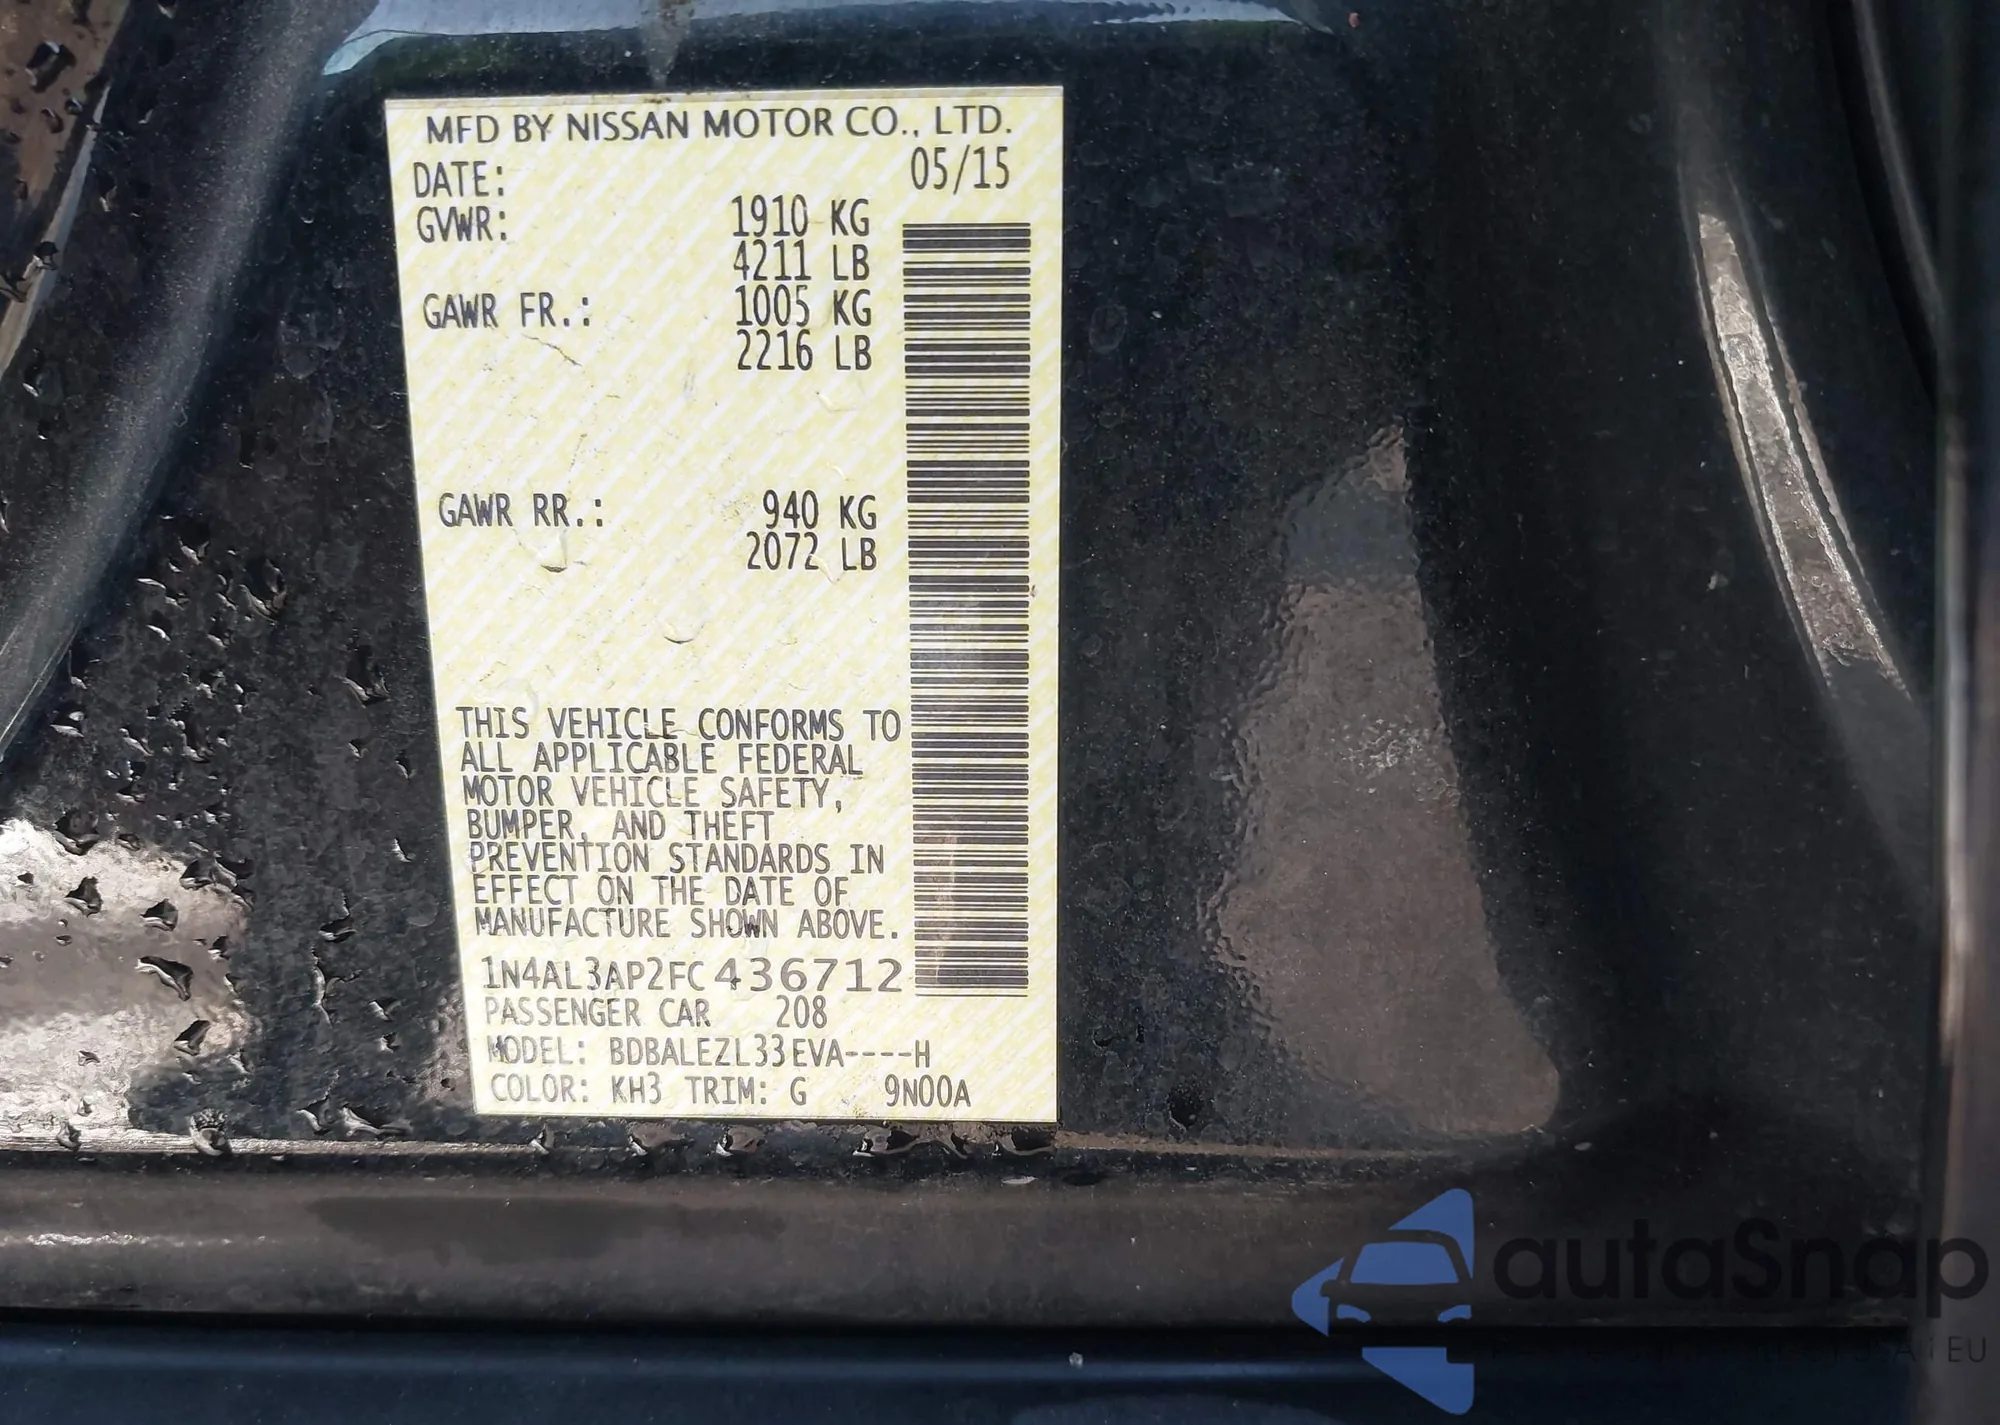 MFD BY NISSAN MOTOR CO., LTD.
DATE: 05/15
GVWR: 1910 KG
4211 LB
GAWR FR.: 1005 KG
2216 LB
GAWR RR.: 940 KG
2072 LB
THIS VEHICLE CONFORMS TO
ALL APPLICABLE FEDERAL
MOTOR VEHICLE SAFETY,
BUMPER, AND THEFT
PREVENTION STANDARDS IN
EFFECT ON THE DATE OF
MANUFACTURE SHOWN ABOVE.
1N4AL3AP2FC436712
PASSENGER CAR 208
MODEL: BDBALEZL33EVA----H
COLOR: KH3 TRIM: G 9N00A
autoSnap
EU